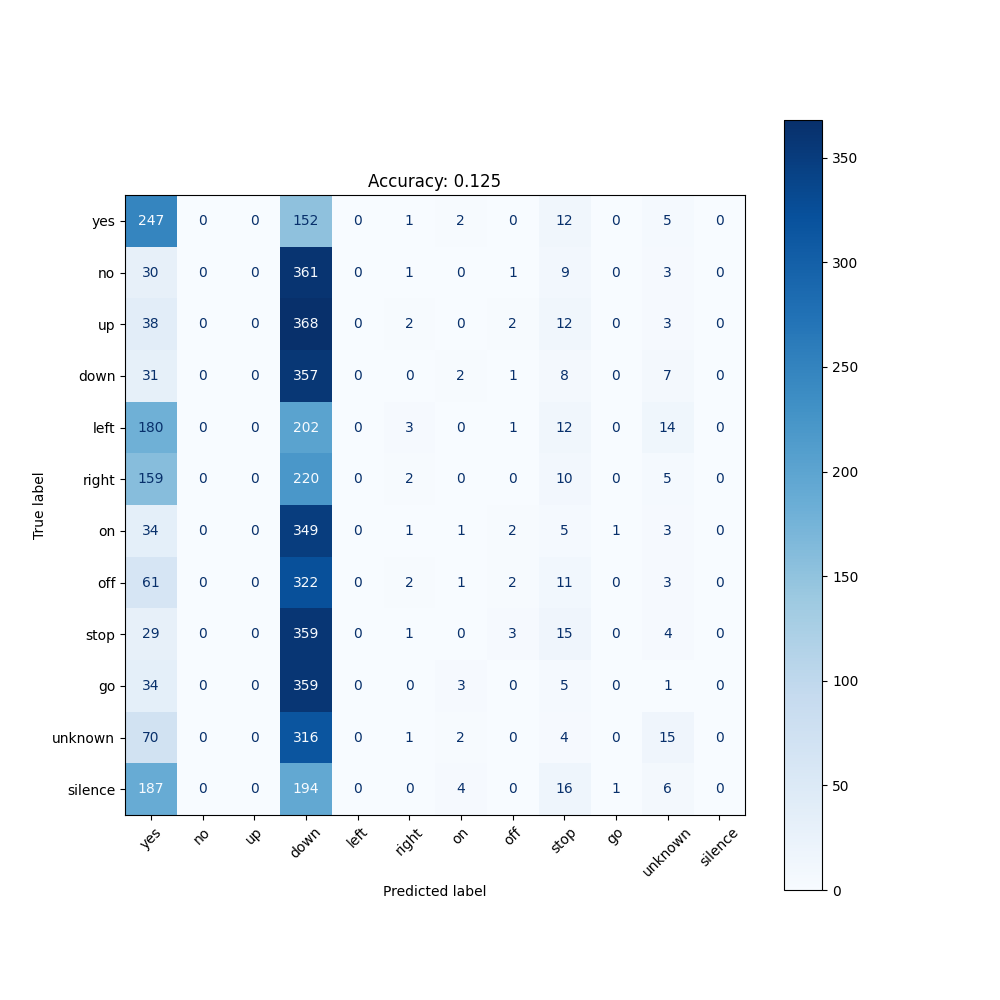 Accuracy: 0.125
True label
yes 247 0 0 152 0 1 2 0 12 0 5 0
no 30 0 0 361 0 1 0 1 9 0 3 0
up 38 0 0 368 0 2 0 2 12 0 3 0
down 31 0 0 357 0 0 2 1 8 0 7 0
left 180 0 0 202 0 3 0 1 12 0 14 0
right 159 0 0 220 0 2 0 0 10 0 5 0
on 34 0 0 349 0 1 1 2 5 1 3 0
off 61 0 0 322 0 2 1 2 11 0 3 0
stop 29 0 0 359 0 1 0 3 15 0 4 0
go 34 0 0 359 0 0 3 0 5 0 1 0
unknown 70 0 0 316 0 1 2 0 4 0 15 0
silence 187 0 0 194 0 0 4 0 16 1 6 0
yes no up down left right on off stop go unknown silence
Predicted label
350
300
250
200
150
100
50
0